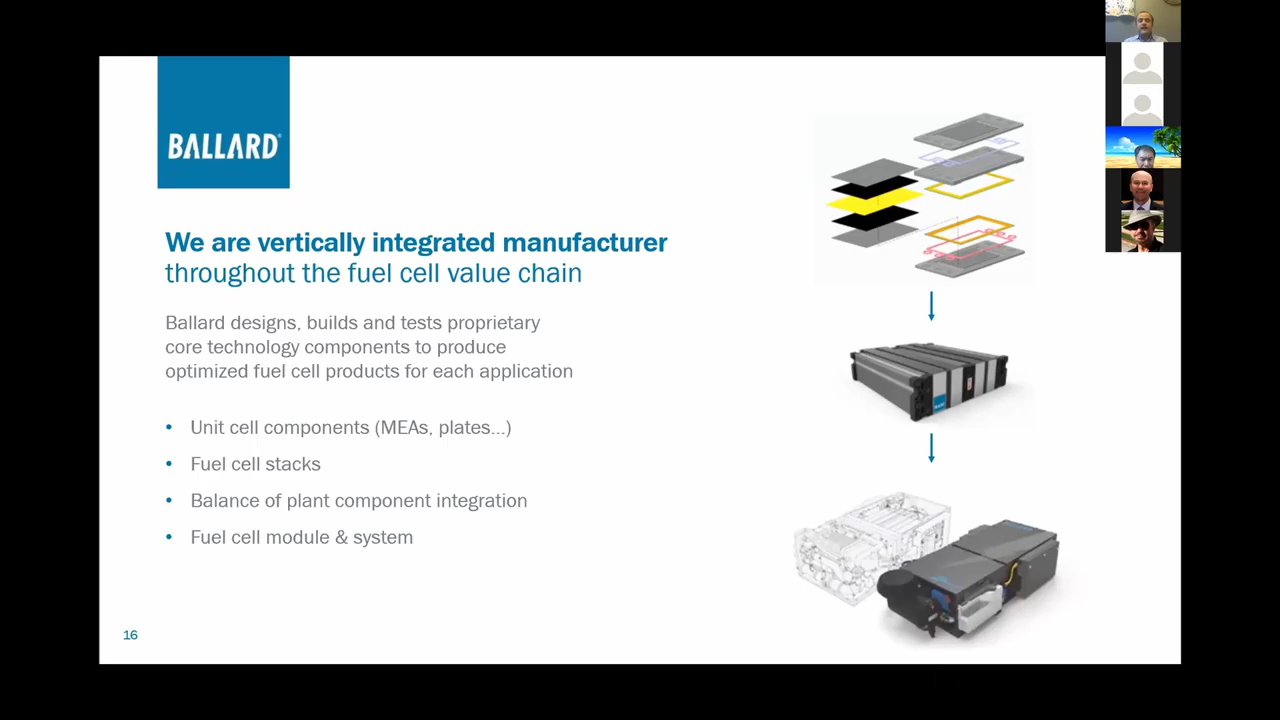 BALLARD®
We are vertically integrated manufacturer
throughout the fuel cell value chain
Ballard designs, builds and tests proprietary
core technology components to produce
optimized fuel cell products for each application
• Unit cell components (MEAs, plates...)
• Fuel cell stacks
• Balance of plant component integration
• Fuel cell module & system
16